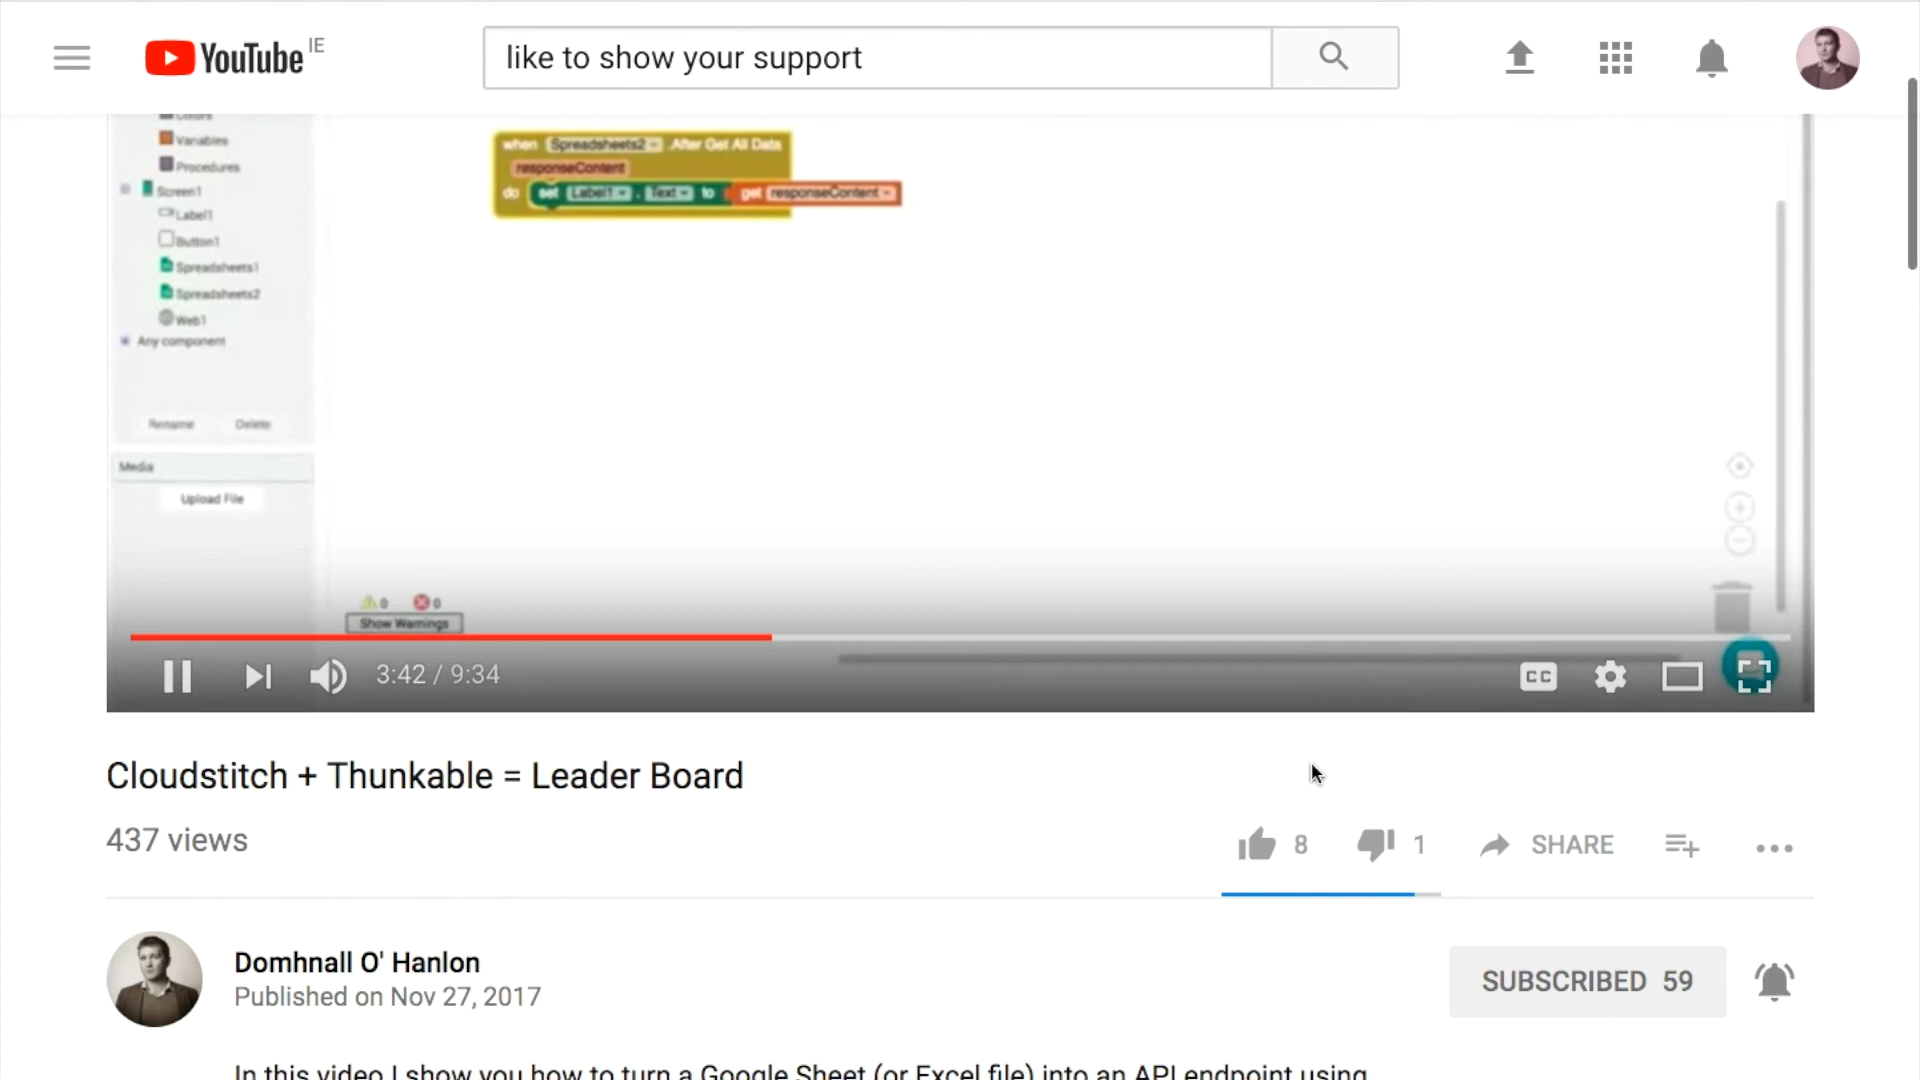 YouTube IE
like to show your support
Colors
Variables
Procedures
Screen1
Label1
Button1
Spreadsheets1
Spreadsheets2
Web1
Any component
Rename Delete
Media
Upload File
when Spreadsheets2 .After Get All Data
responseContent
do set Label1 . Text to get responseContent
0 0
Show Warnings
3:42 / 9:34
CC
Cloudstitch + Thunkable = Leader Board
437 views
8 1 SHARE
Domhnall O' Hanlon
Published on Nov 27, 2017
SUBSCRIBED 59
In this video I show you how to turn a Google Sheet (or Excel file) into an API endpoint using